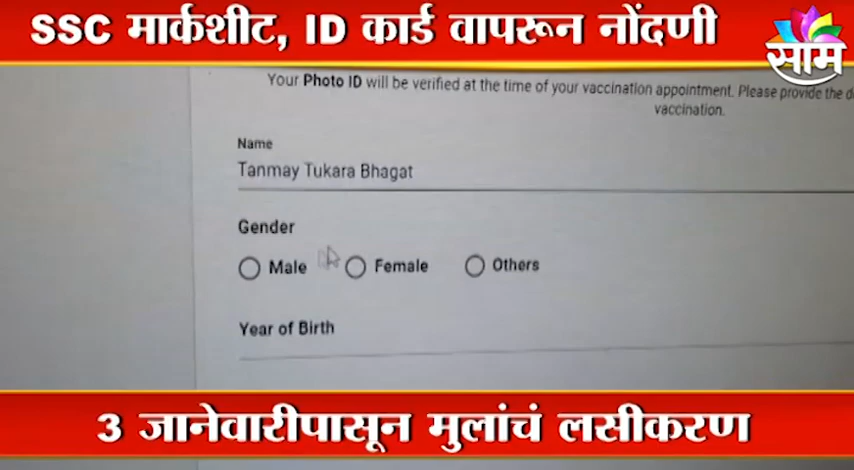 SSC मार्कशीट, ID कार्ड वापरून नोंदणी
साम
Your Photo ID will be verified at the time of your vaccination appointment. Please provide the d
vaccination.
Name
Tanmay Tukara Bhagat
Gender
Male Female Others
Year of Birth
3 जानेवारीपासून मुलांचं लसीकरण